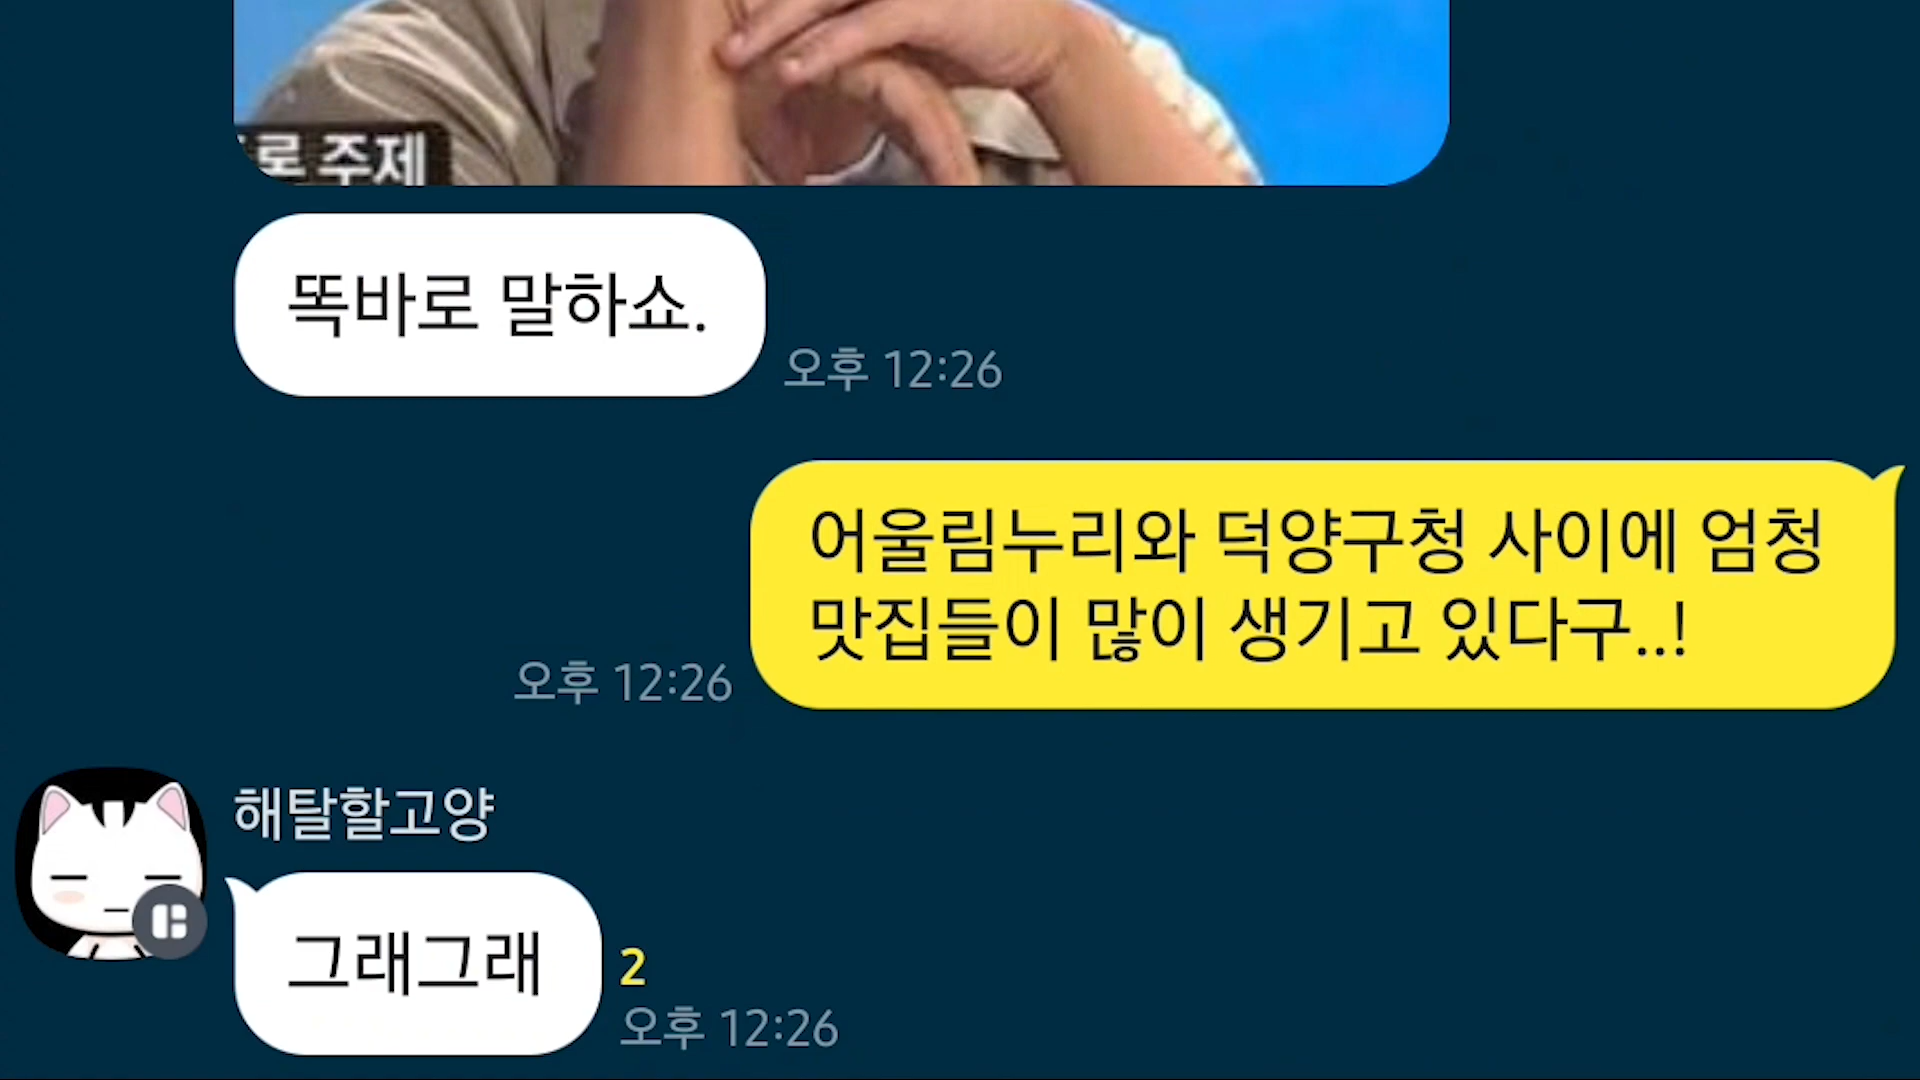 로 주제
똑바로 말하쇼.
오후 12:26
어울림누리와 덕양구청 사이에 엄청
맛집들이 많이 생기고 있다구..!
오후 12:26
해탈할고양
그래그래
2
오후 12:26